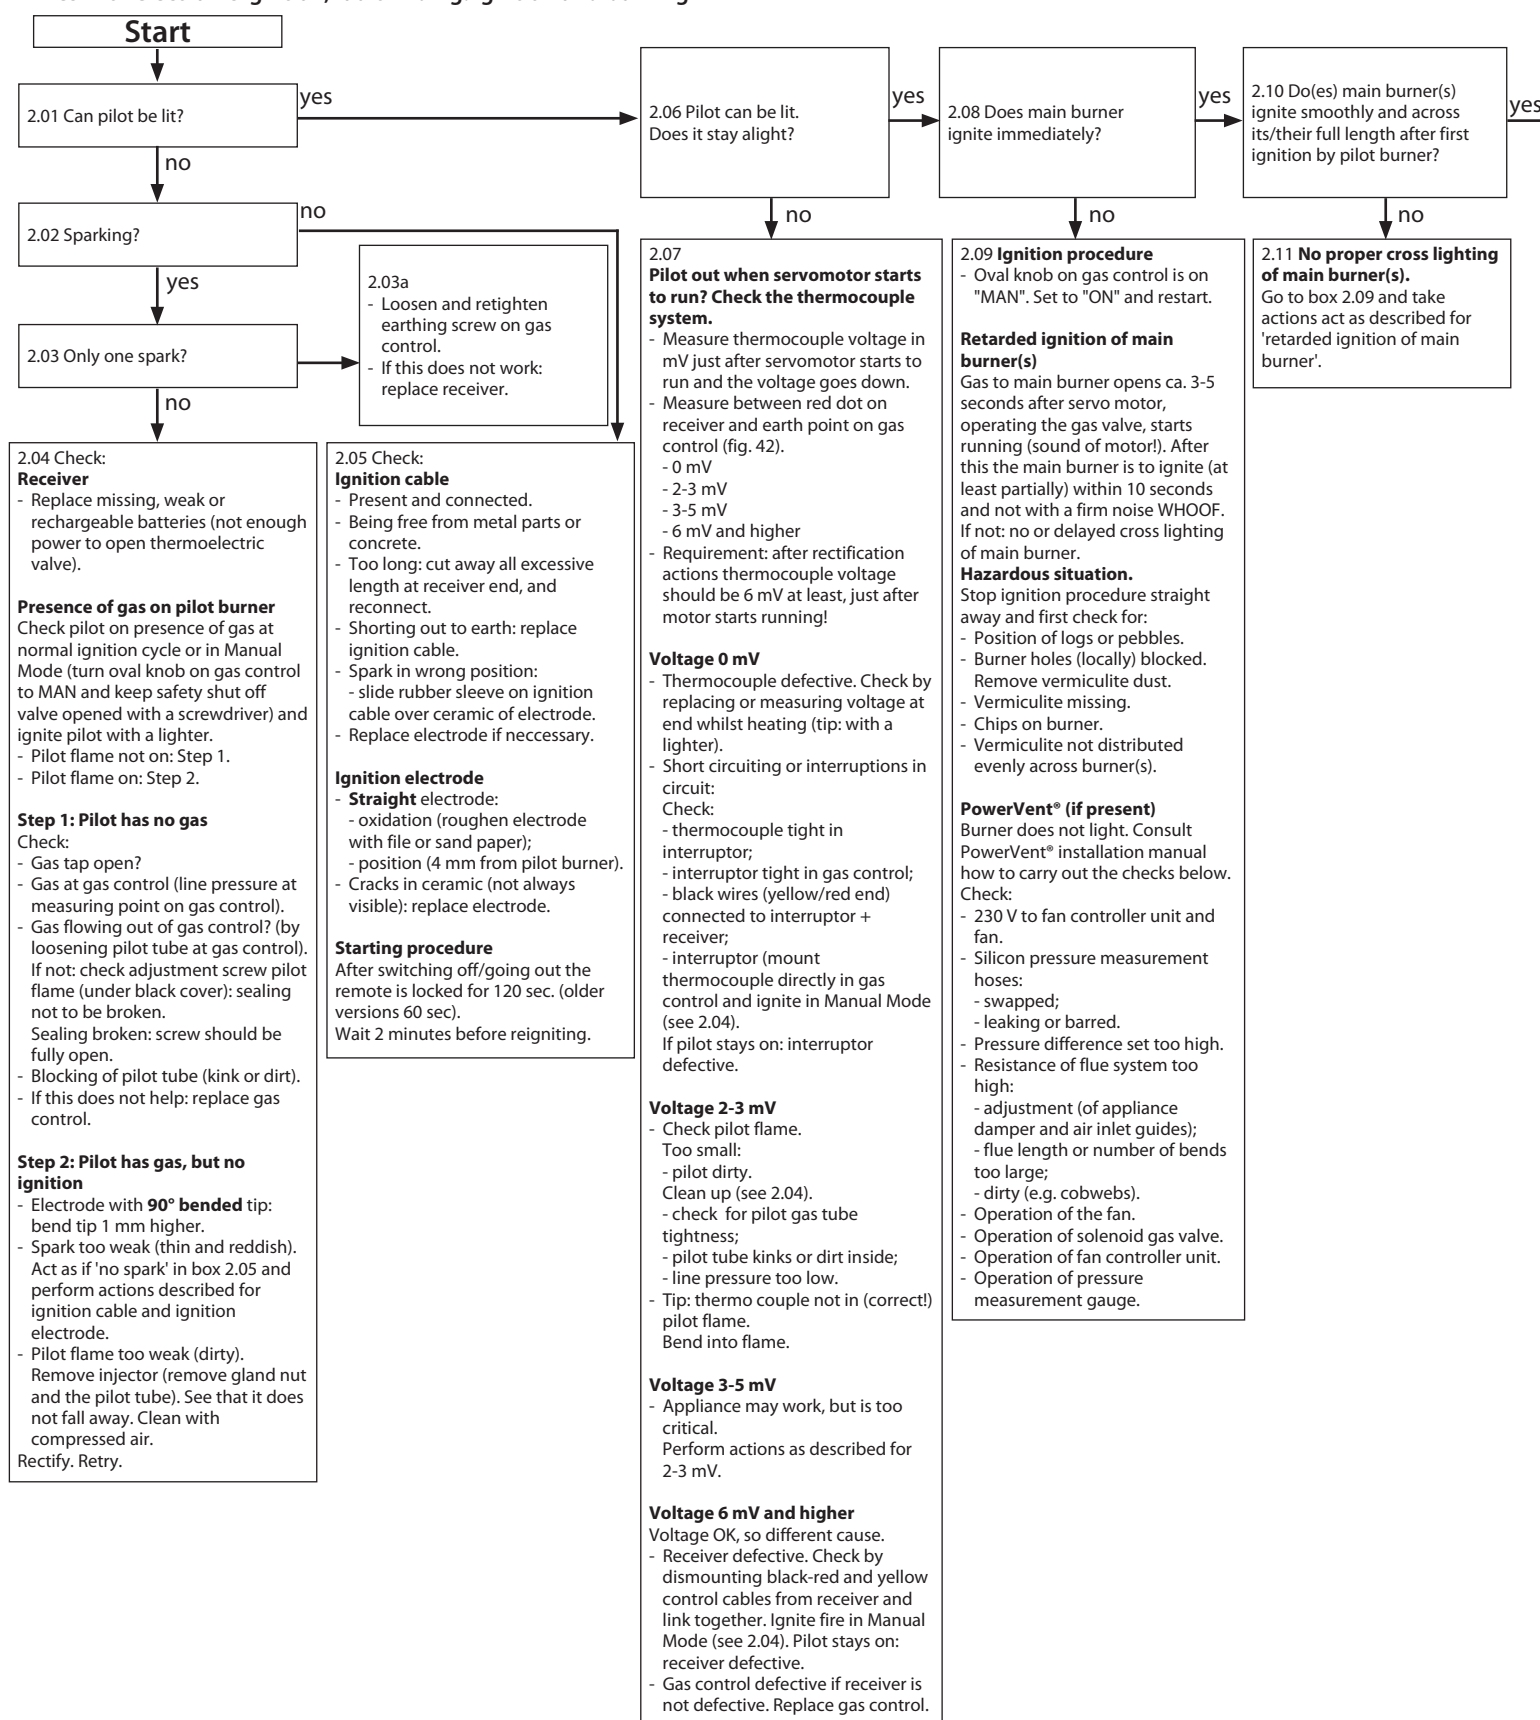 Start
2.01 Can pilot be lit?
yes
no
2.02 Sparking?
no
yes
2.03 Only one spark?
no
2.03a
- Loosen and retighten
earthing screw on gas
control.
- If this does not work:
replace receiver.
2.04 Check:
Receiver
- Replace missing, weak or
rechargeable batteries (not enough
power to open thermoelectric
valve).
Presence of gas on pilot burner
Check pilot on presence of gas at
normal ignition cycle or in Manual
Mode (turn oval knob on gas control
to MAN and keep safety shut off
valve opened with a screwdriver) and
ignite pilot with a lighter.
- Pilot flame not on: Step 1.
- Pilot flame on: Step 2.
Step 1: Pilot has no gas
Check:
- Gas tap open?
- Gas at gas control (line pressure at
measuring point on gas control).
- Gas flowing out of gas control? (by
loosening pilot tube at gas control).
If not: check adjustment screw pilot
flame (under black cover): sealing
not to be broken.
Sealing broken: screw should be
fully open.
- Blocking of pilot tube (kink or dirt).
- If this does not help: replace gas
control.
Step 2: Pilot has gas, but no
ignition
- Electrode with 90° bended tip:
bend tip 1 mm higher.
- Spark too weak (thin and reddish).
Act as if 'no spark' in box 2.05 and
perform actions described for
ignition cable and ignition
electrode.
- Pilot flame too weak (dirty).
Remove injector (remove gland nut
and the pilot tube). See that it does
not fall away. Clean with
compressed air.
Rectify. Retry.
2.05 Check:
Ignition cable
- Present and connected.
- Being free from metal parts or
concrete.
- Too long: cut away all excessive
length at receiver end, and
reconnect.
- Shorting out to earth: replace
ignition cable.
- Spark in wrong position:
- slide rubber sleeve on ignition
cable over ceramic of electrode.
- Replace electrode if neccessary.
Ignition electrode
- Straight electrode:
- oxidation (roughen electrode
with file or sand paper);
- position (4 mm from pilot burner).
- Cracks in ceramic (not always
visible): replace electrode.
Starting procedure
After switching off/going out the
remote is locked for 120 sec. (older
versions 60 sec).
Wait 2 minutes before reigniting.
2.06 Pilot can be lit.
Does it stay alight?
yes
no
2.07
Pilot out when servomotor starts
to run? Check the thermocouple
system.
- Measure thermocouple voltage in
mV just after servomotor starts to
run and the voltage goes down.
- Measure between red dot on
receiver and earth point on gas
control (fig. 42).
- 0 mV
- 2-3 mV
- 3-5 mV
- 6 mV and higher
- Requirement: after rectification
actions thermocouple voltage
should be 6 mV at least, just after
motor starts running!
Voltage 0 mV
- Thermocouple defective. Check by
replacing or measuring voltage at
end whilst heating (tip: with a
lighter).
- Short circuiting or interruptions in
circuit:
Check:
- thermocouple tight in
interruptor;
- interruptor tight in gas control;
- black wires (yellow/red end)
connected to interruptor +
receiver;
- interruptor (mount
thermocouple directly in gas
control and ignite in Manual Mode
(see 2.04).
If pilot stays on: interruptor
defective.
Voltage 2-3 mV
- Check pilot flame.
Too small:
- pilot dirty.
Clean up (see 2.04).
- check for pilot gas tube
tightness;
- pilot tube kinks or dirt inside;
- line pressure too low.
- Tip: thermo couple not in (correct!)
pilot flame.
Bend into flame.
Voltage 3-5 mV
- Appliance may work, but is too
critical.
Perform actions as described for
2-3 mV.
Voltage 6 mV and higher
Voltage OK, so different cause.
- Receiver defective. Check by
dismounting black-red and yellow
control cables from receiver and
link together. Ignite fire in Manual
Mode (see 2.04). Pilot stays on:
receiver defective.
- Gas control defective if receiver is
not defective. Replace gas control.
2.08 Does main burner
ignite immediately?
yes
no
2.09 Ignition procedure
- Oval knob on gas control is on
"MAN". Set to "ON" and restart.
Retarded ignition of main
burner(s)
Gas to main burner opens ca. 3-5
seconds after servo motor,
operating the gas valve, starts
running (sound of motor!). After
this the main burner is to ignite (at
least partially) within 10 seconds
and not with a firm noise WHOOF.
If not: no or delayed cross lighting
of main burner.
Hazardous situation.
Stop ignition procedure straight
away and first check for:
- Position of logs or pebbles.
- Burner holes (locally) blocked.
Remove vermiculite dust.
- Vermiculite missing.
- Chips on burner.
- Vermiculite not distributed
evenly across burner(s).
PowerVent® (if present)
Burner does not light. Consult
PowerVent® installation manual
how to carry out the checks below.
Check:
- 230 V to fan controller unit and
fan.
- Silicon pressure measurement
hoses:
- swapped;
- leaking or barred.
- Pressure difference set too high.
- Resistance of flue system too
high:
- adjustment (of appliance
damper and air inlet guides);
- flue length or number of bends
too large;
- dirty (e.g. cobwebs).
- Operation of the fan.
- Operation of solenoid gas valve.
- Operation of fan controller unit.
- Operation of pressure
measurement gauge.
2.10 Do(es) main burner(s)
ignite smoothly and across
its/their full length after first
ignition by pilot burner?
yes
no
2.11 No proper cross lighting
of main burner(s).
Go to box 2.09 and take
actions act as described for
'retarded ignition of main
burner'.